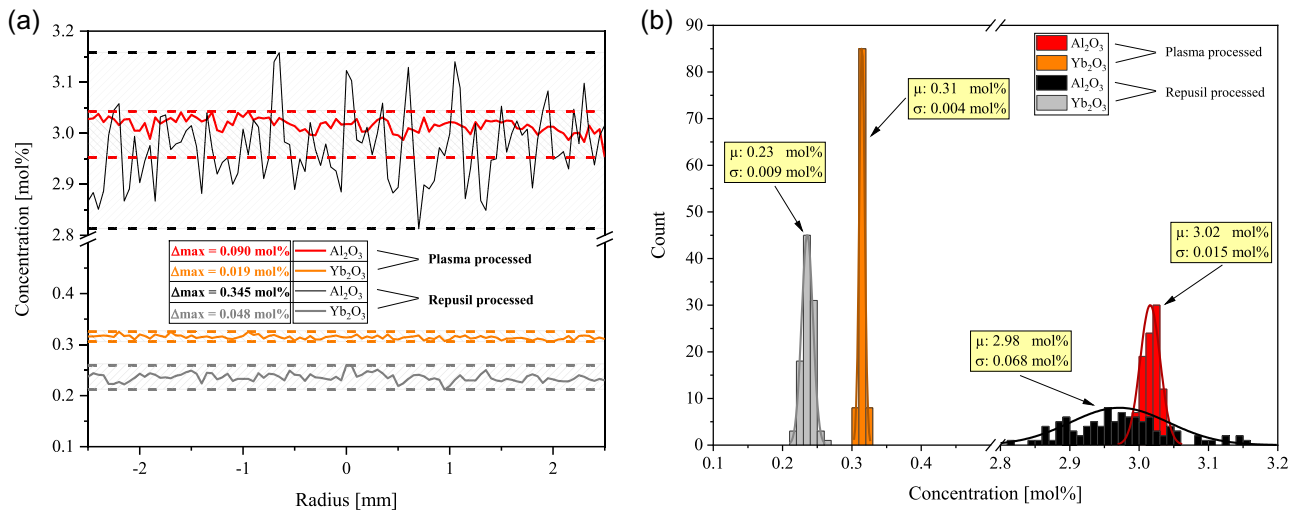 (a)
3.2
3.1
3.0
2.9
2.8
0.4
0.3
0.2
0.1
Concentration [mol%]
Δmax = 0.090 mol% Al₂O₃
Δmax = 0.019 mol% Yb₂O₃
Plasma processed
Δmax = 0.345 mol% Al₂O₃
Δmax = 0.048 mol% Yb₂O₃
Repusil processed
-2 -1 0 1 2
Radius [mm]
(b)
90
80
70
60
50
40
30
20
10
0
Count
Al₂O₃
Yb₂O₃
Plasma processed
Al₂O₃
Yb₂O₃
Repusil processed
µ: 0.31 mol%
σ: 0.004 mol%
µ: 0.23 mol%
σ: 0.009 mol%
µ: 3.02 mol%
σ: 0.015 mol%
µ: 2.98 mol%
σ: 0.068 mol%
0.1 0.2 0.3 0.4 2.8 2.9 3.0 3.1 3.2
Concentration [mol%]